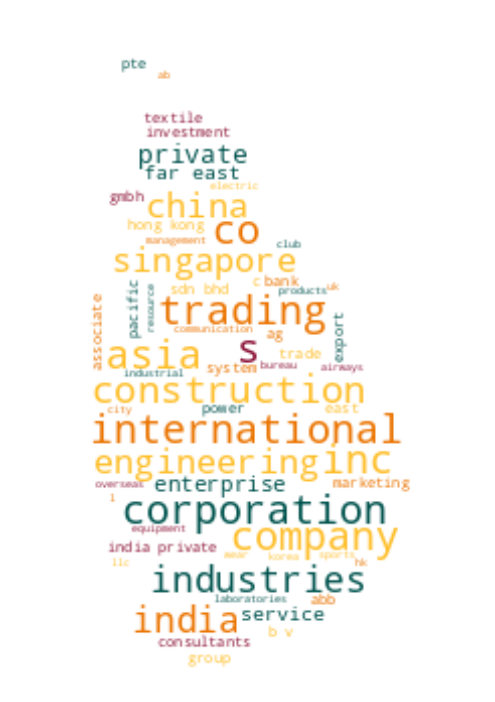 pte
ab
textile
investment
private
far east
electric
gmbh
china
hong kong
co
management
club
singapore
c
bank
sdn bhd
products
uk
pacific
resource
associate
trading
communication
ag
export
s
asia
trade
system
bureau
airways
industrial
construction
city
power
east
international
engineering
inc
overseas
enterprise
marketing
l
corporation
equipment
company
india private
wear
korea
sports
llc
hk
industries
laboratories
abb
india
service
b v
consultants
group